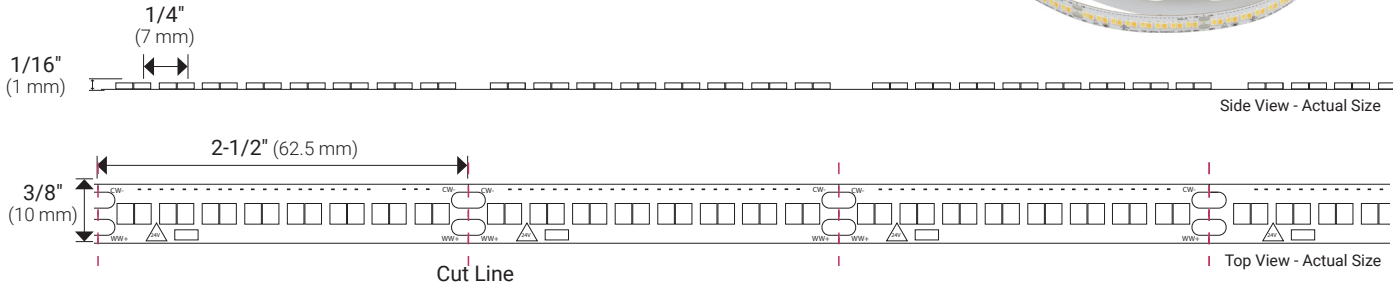 1/4"
(7 mm)
1/16"
(1 mm)
Side View - Actual Size
2-1/2" (62.5 mm)
3/8"
(10 mm)
CW- CW- CW- CW- CW- CW-
24V 24V 24V 24V
WW+ WW+ WW+ WW+ WW+ WW+
Cut Line
Top View - Actual Size